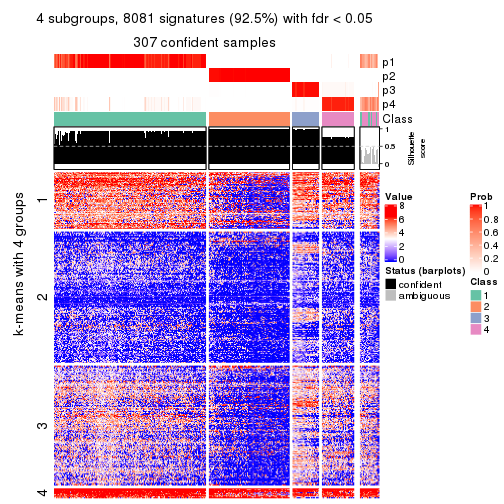 4 subgroups, 8081 signatures (92.5%) with fdr < 0.05
307 confident samples
p1
p2
p3
p4
Class
1
0.5
0
Silhouette
score
k-means with 4 groups
1
2
3
4
Value
8
6
4
2
0
Status (barplots)
confident
ambiguous
Prob
1
0.8
0.6
0.4
0.2
0
Class
1
2
3
4